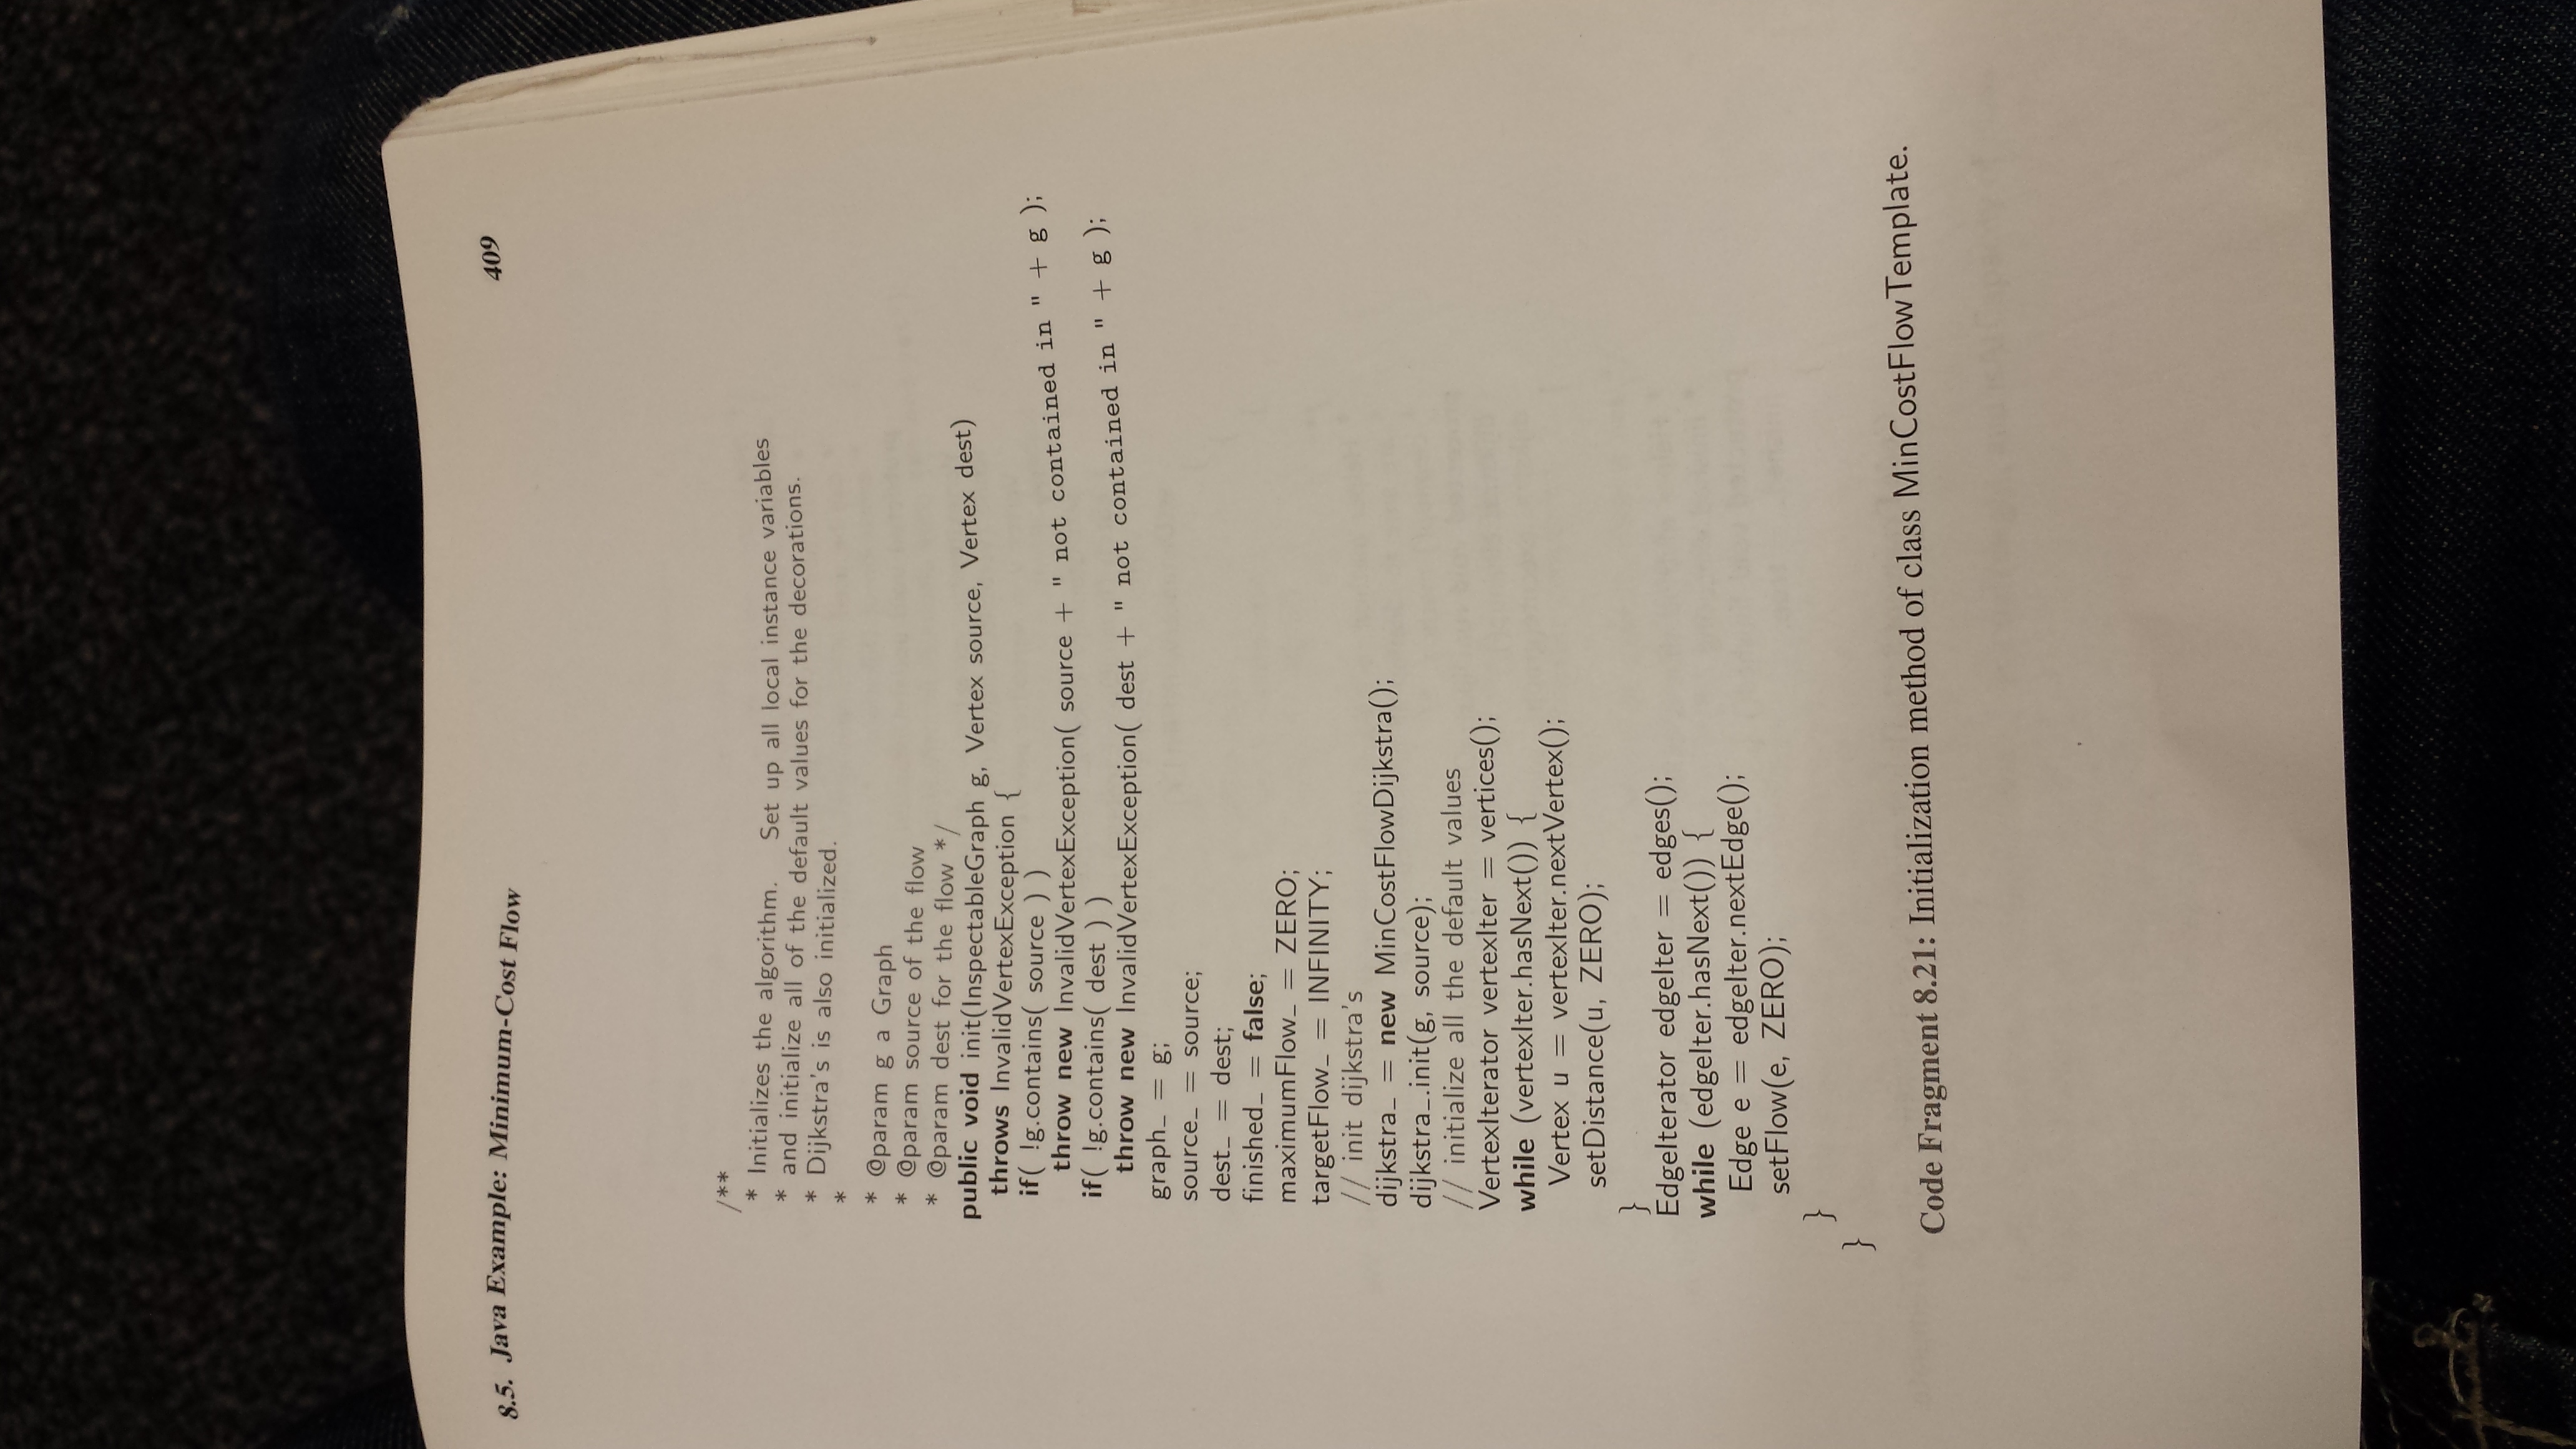 8.5. Java Example: Minimum-Cost Flow
409
/**
* Initializes the algorithm. Set up all local instance variables
* and initialize all of the default values for the decorations.
* Dijkstra's is also initialized.
*
* @param g a Graph
* @param source of the flow
* @param dest for the flow */
public void init(InspectableGraph g, Vertex source, Vertex dest)
throws InvalidVertexException {
if( !g.contains( source ) )
throw new InvalidVertexException( source + " not contained in " + g );
if( !g.contains( dest ) )
throw new InvalidVertexException( dest + " not contained in " + g );
graph_ = g;
source_ = source;
dest_ = dest;
finished_ = false;
maximumFlow_ = ZERO;
targetFlow_ = INFINITY;
// init dijkstra's
dijkstra_ = new MinCostFlowDijkstra();
dijkstra_.init(g, source);
// initialize all the default values
VertexIterator vertexIter = vertices();
while (vertexIter.hasNext()) {
Vertex u = vertexIter.nextVertex();
setDistance(u, ZERO);
}
EdgeIterator edgeIter = edges();
while (edgeIter.hasNext()) {
Edge e = edgeIter.nextEdge();
setFlow(e, ZERO);
}
}
Code Fragment 8.21: Initialization method of class MinCostFlowTemplate.